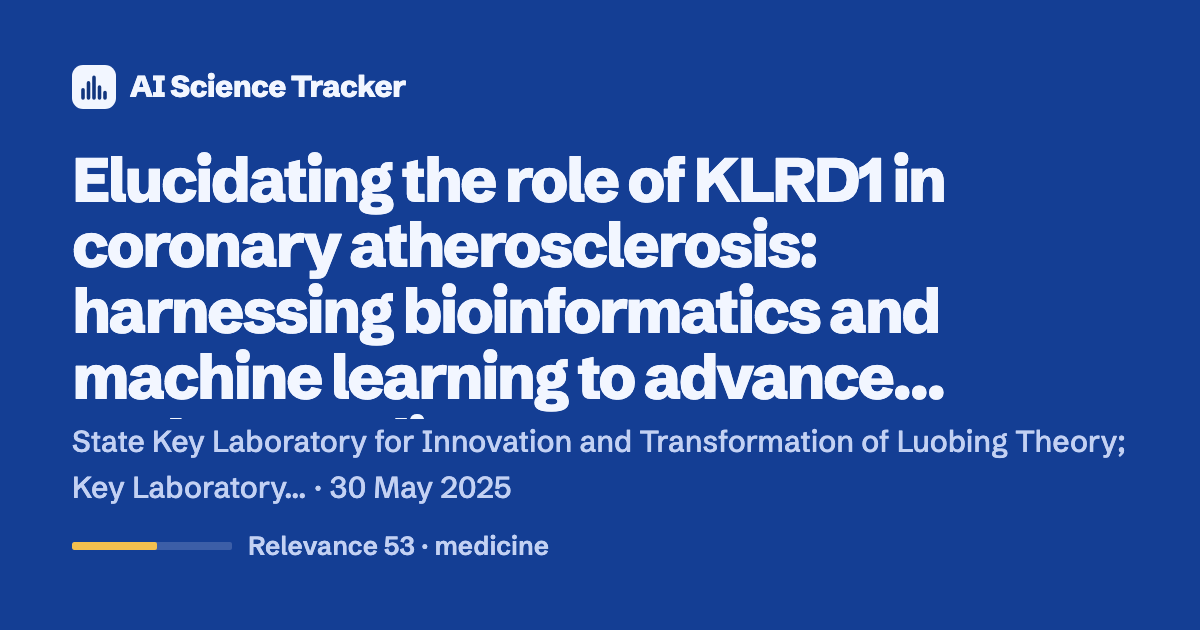 AI Science Tracker
Elucidating the role of KLRD1 in
coronary atherosclerosis:
harnessing bioinformatics and
machine learning to advance...
State Key Laboratory for Innovation and Transformation of Luobing Theory;
Key Laboratory... · 30 May 2025
Relevance 53 · medicine